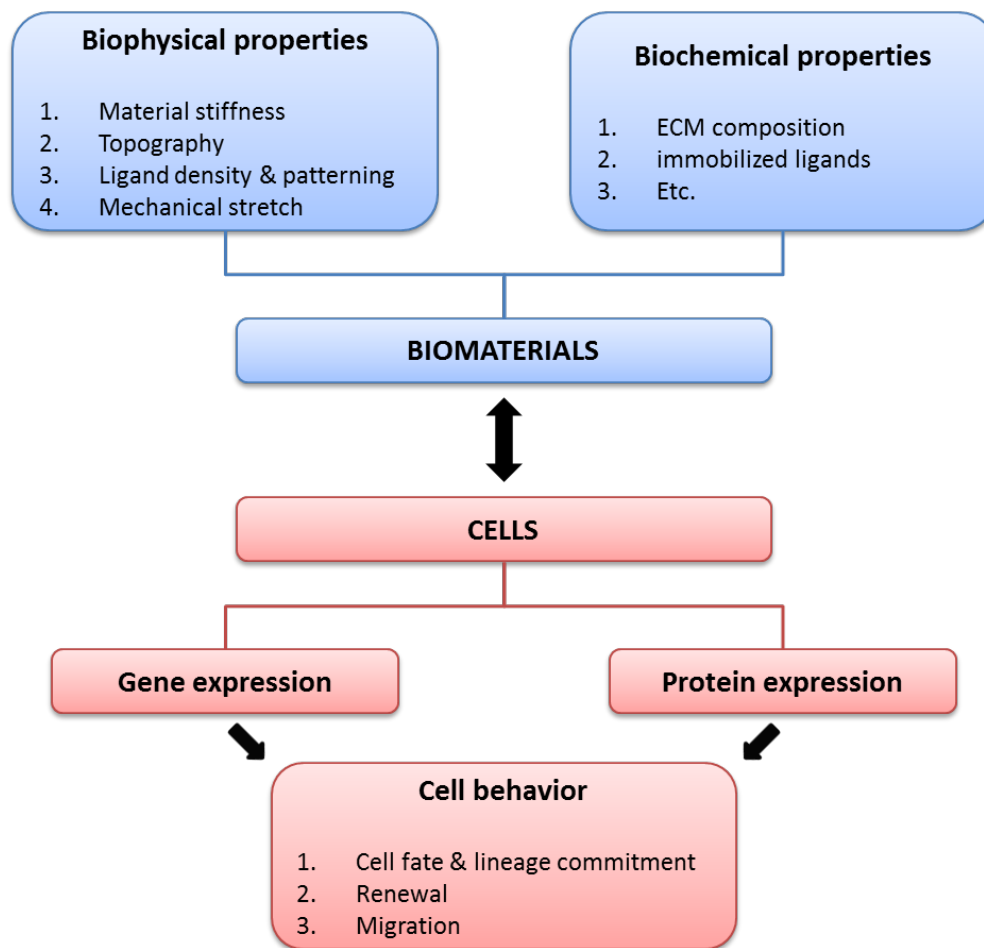 Biophysical properties
1. Material stiffness
2. Topography
3. Ligand density & patterning
4. Mechanical stretch
Biochemical properties
1. ECM composition
2. immobilized ligands
3. Etc.
BIOMATERIALS
CELLS
Gene expression
Protein expression
Cell behavior
1. Cell fate & lineage commitment
2. Renewal
3. Migration